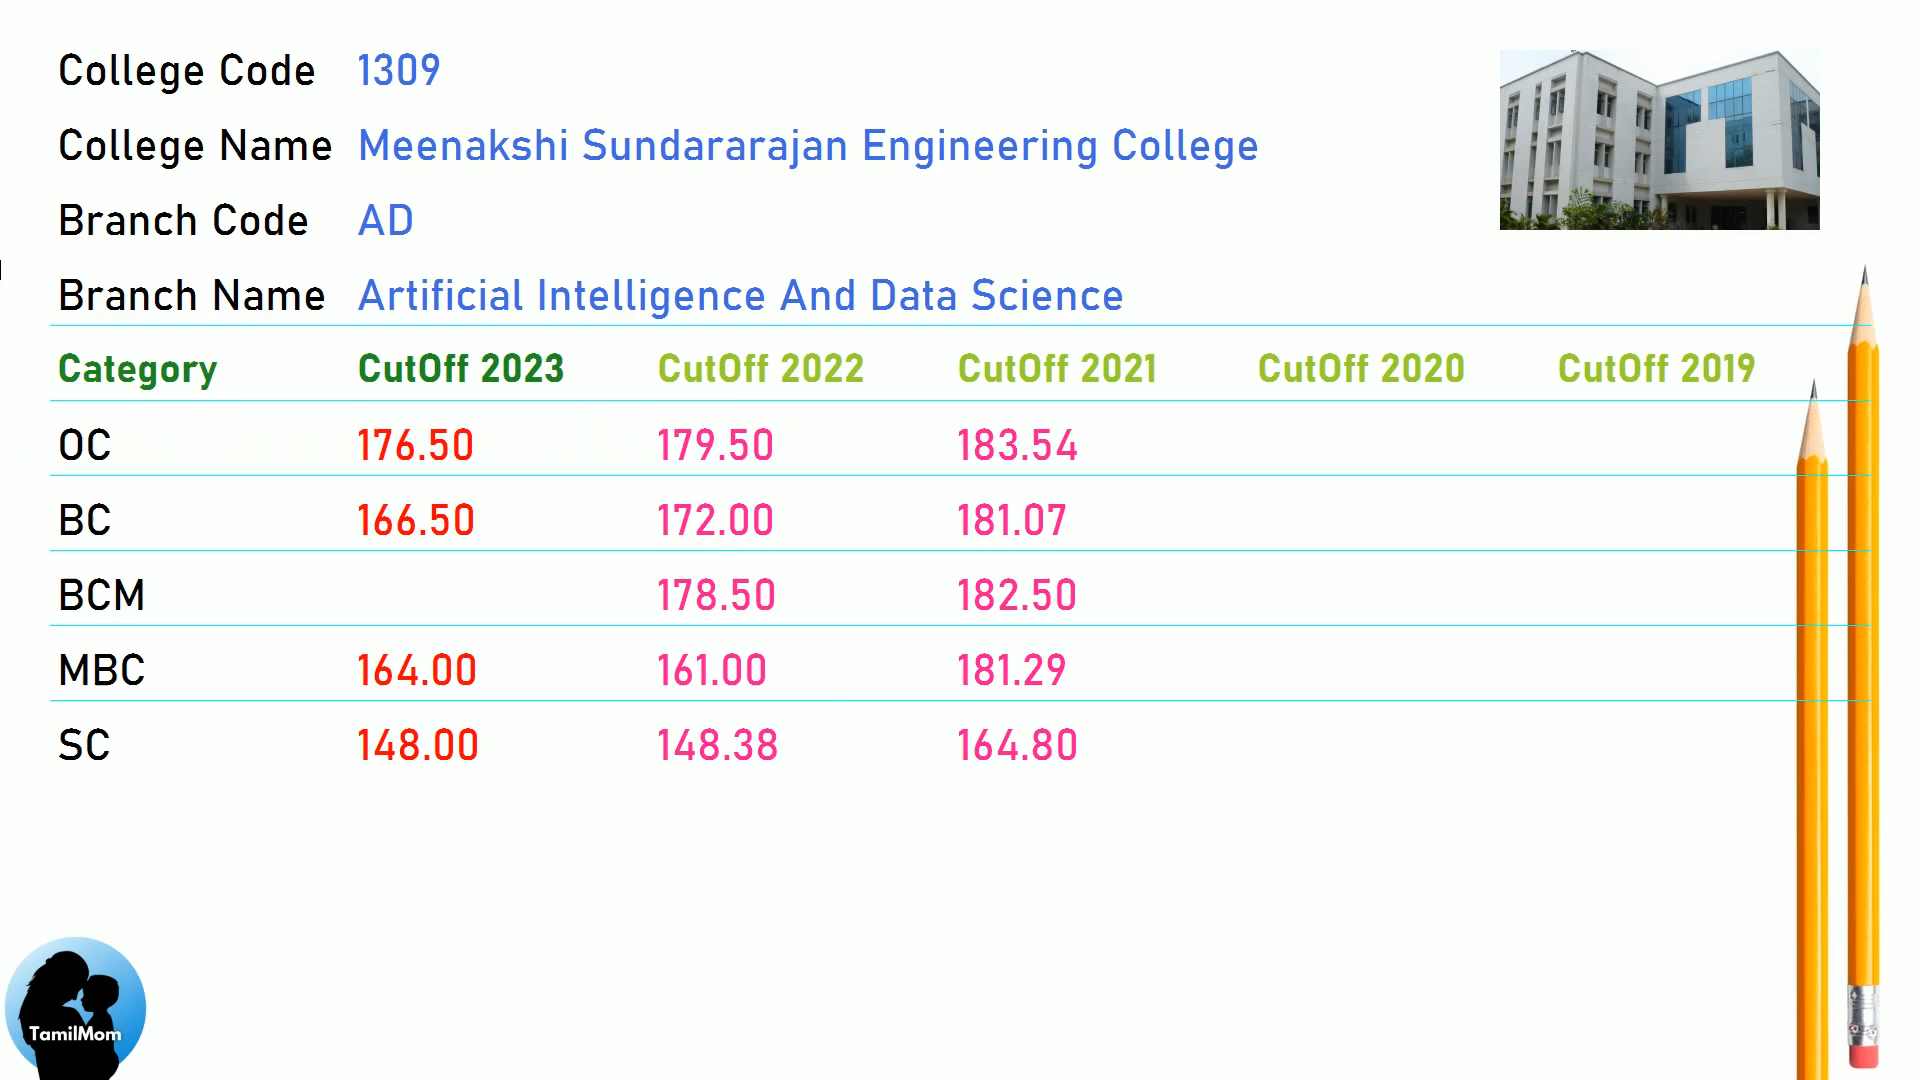 College Code 1309
College Name Meenakshi Sundararajan Engineering College
Branch Code AD
Branch Name Artificial Intelligence And Data Science
Category CutOff 2023 CutOff 2022 CutOff 2021 CutOff 2020 CutOff 2019
OC 176.50 179.50 183.54
BC 166.50 172.00 181.07
BCM 178.50 182.50
MBC 164.00 161.00 181.29
SC 148.00 148.38 164.80
TamilMom